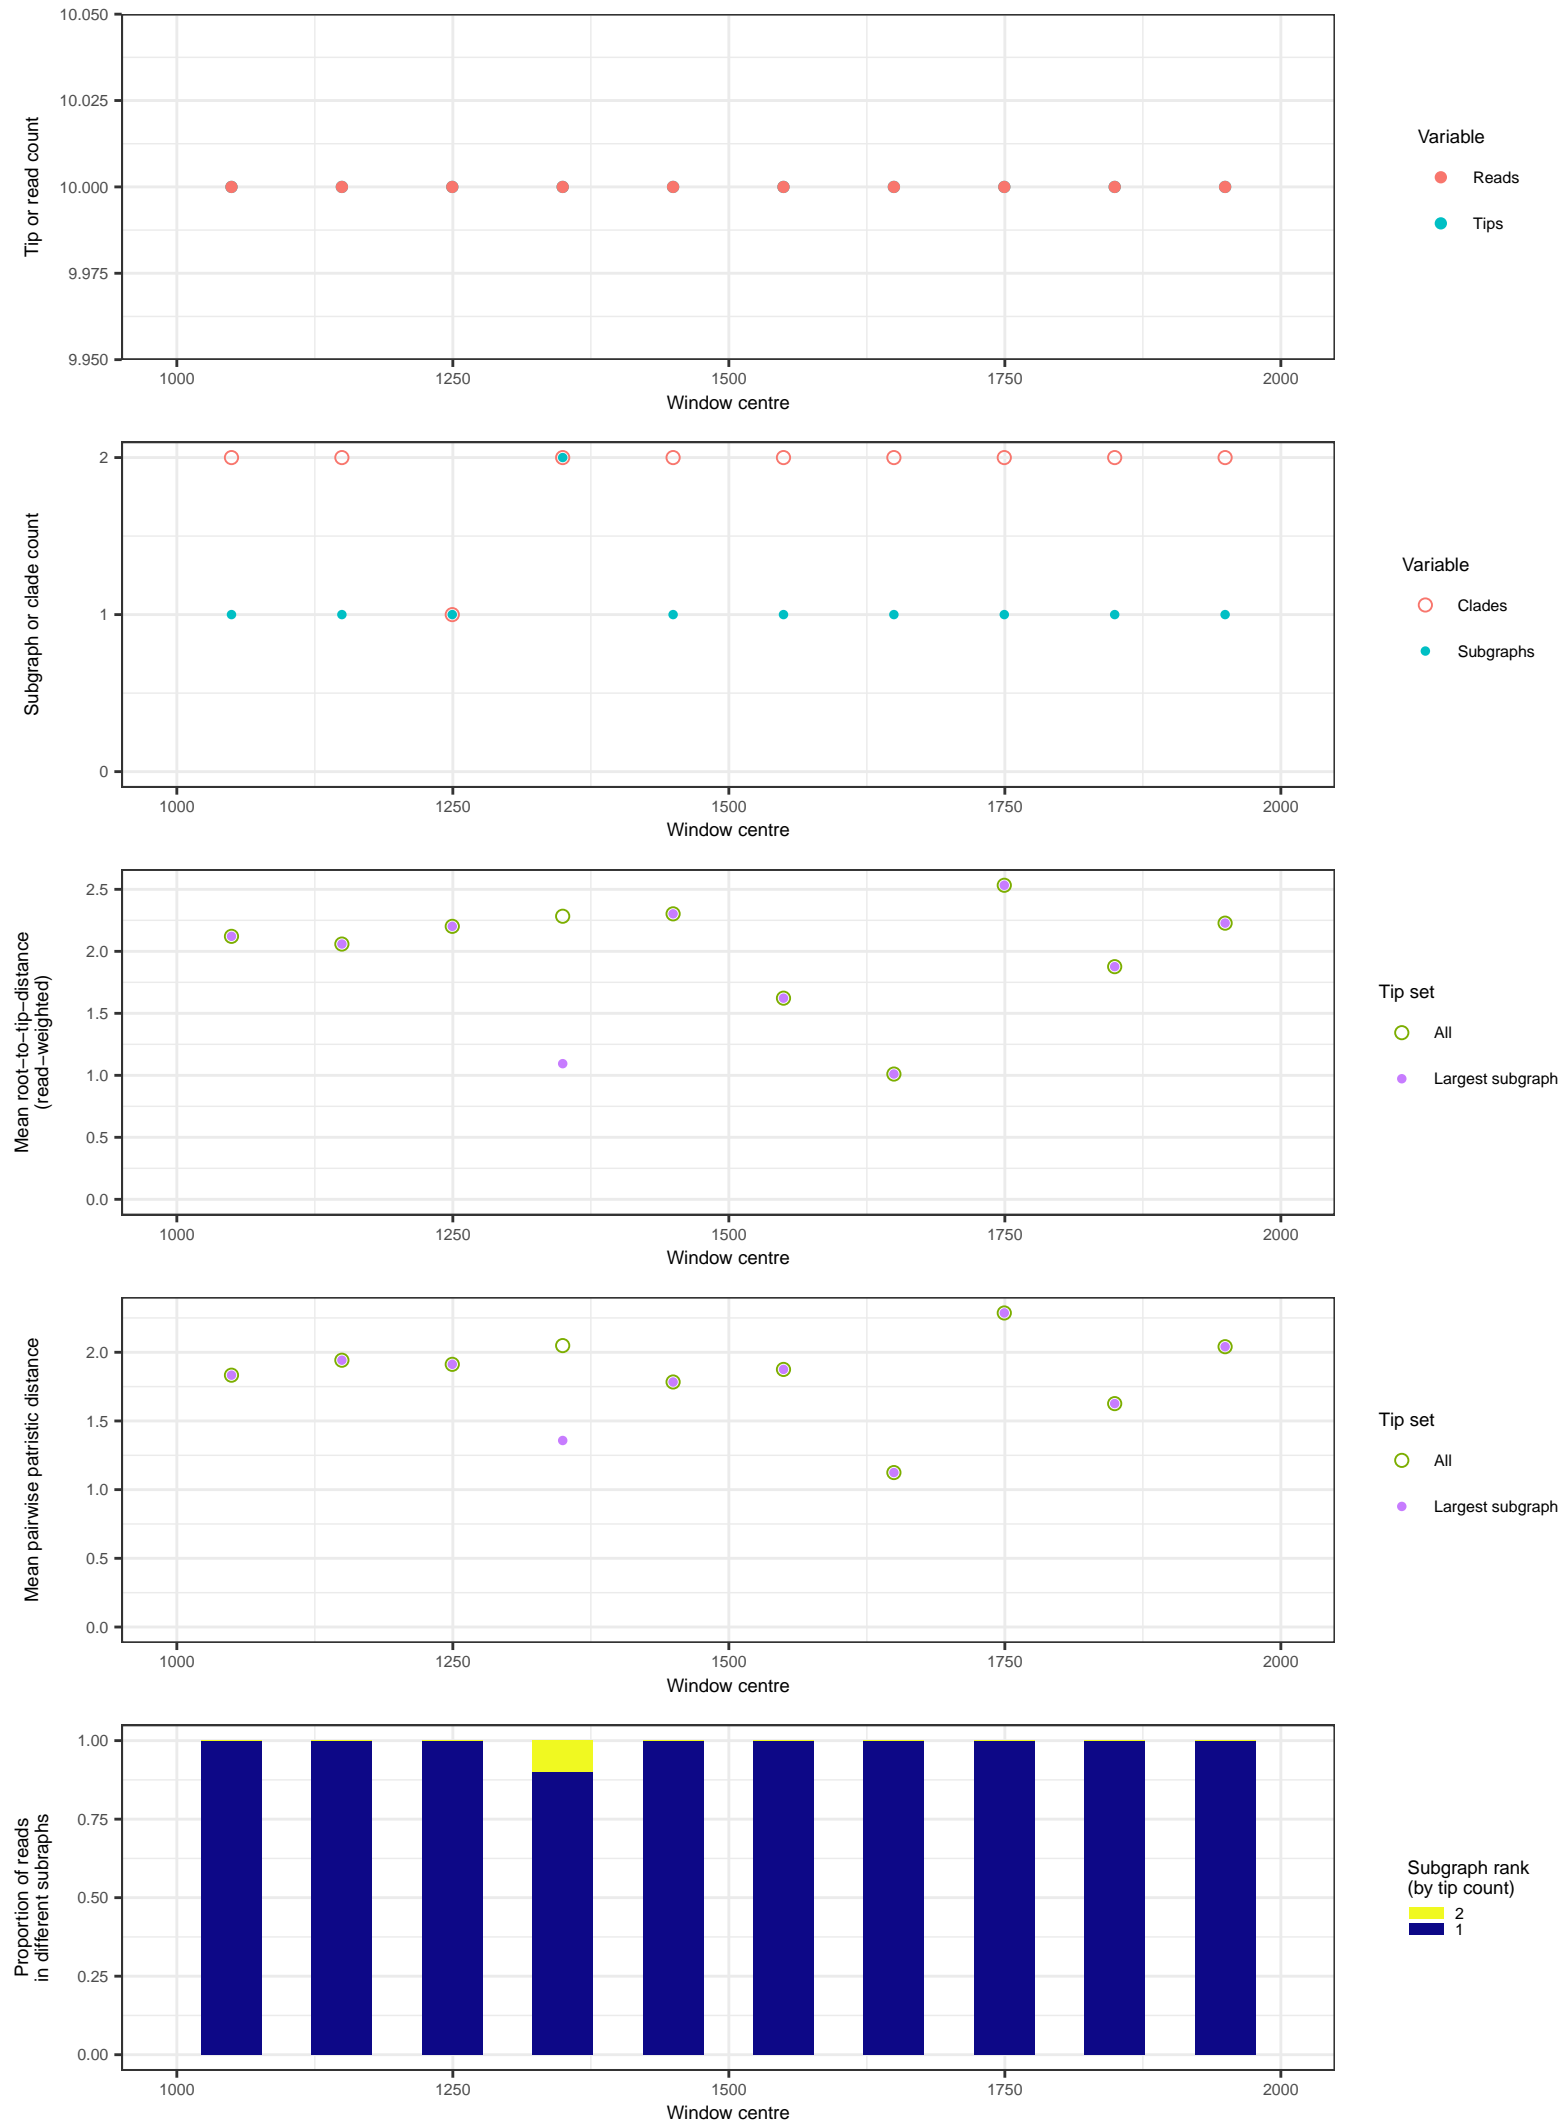 10.050
10.025
10.000
9.975
9.950
Tip or read count
1000 1250 1500 1750 2000
Window centre
Variable
Reads
Tips
2
1
0
Subgraph or clade count
1000 1250 1500 1750 2000
Window centre
Variable
Clades
Subgraphs
2.5
2.0
1.5
1.0
0.5
0.0
Mean root−to−tip−distance
(read−weighted)
1000 1250 1500 1750 2000
Window centre
Tip set
All
Largest subgraph
2.0
1.5
1.0
0.5
0.0
Mean pairwise patristic distance
1000 1250 1500 1750 2000
Window centre
Tip set
All
Largest subgraph
1.00
0.75
0.50
0.25
0.00
Proportion of reads
in different subraphs
1000 1250 1500 1750 2000
Window centre
Subgraph rank
(by tip count)
2
1